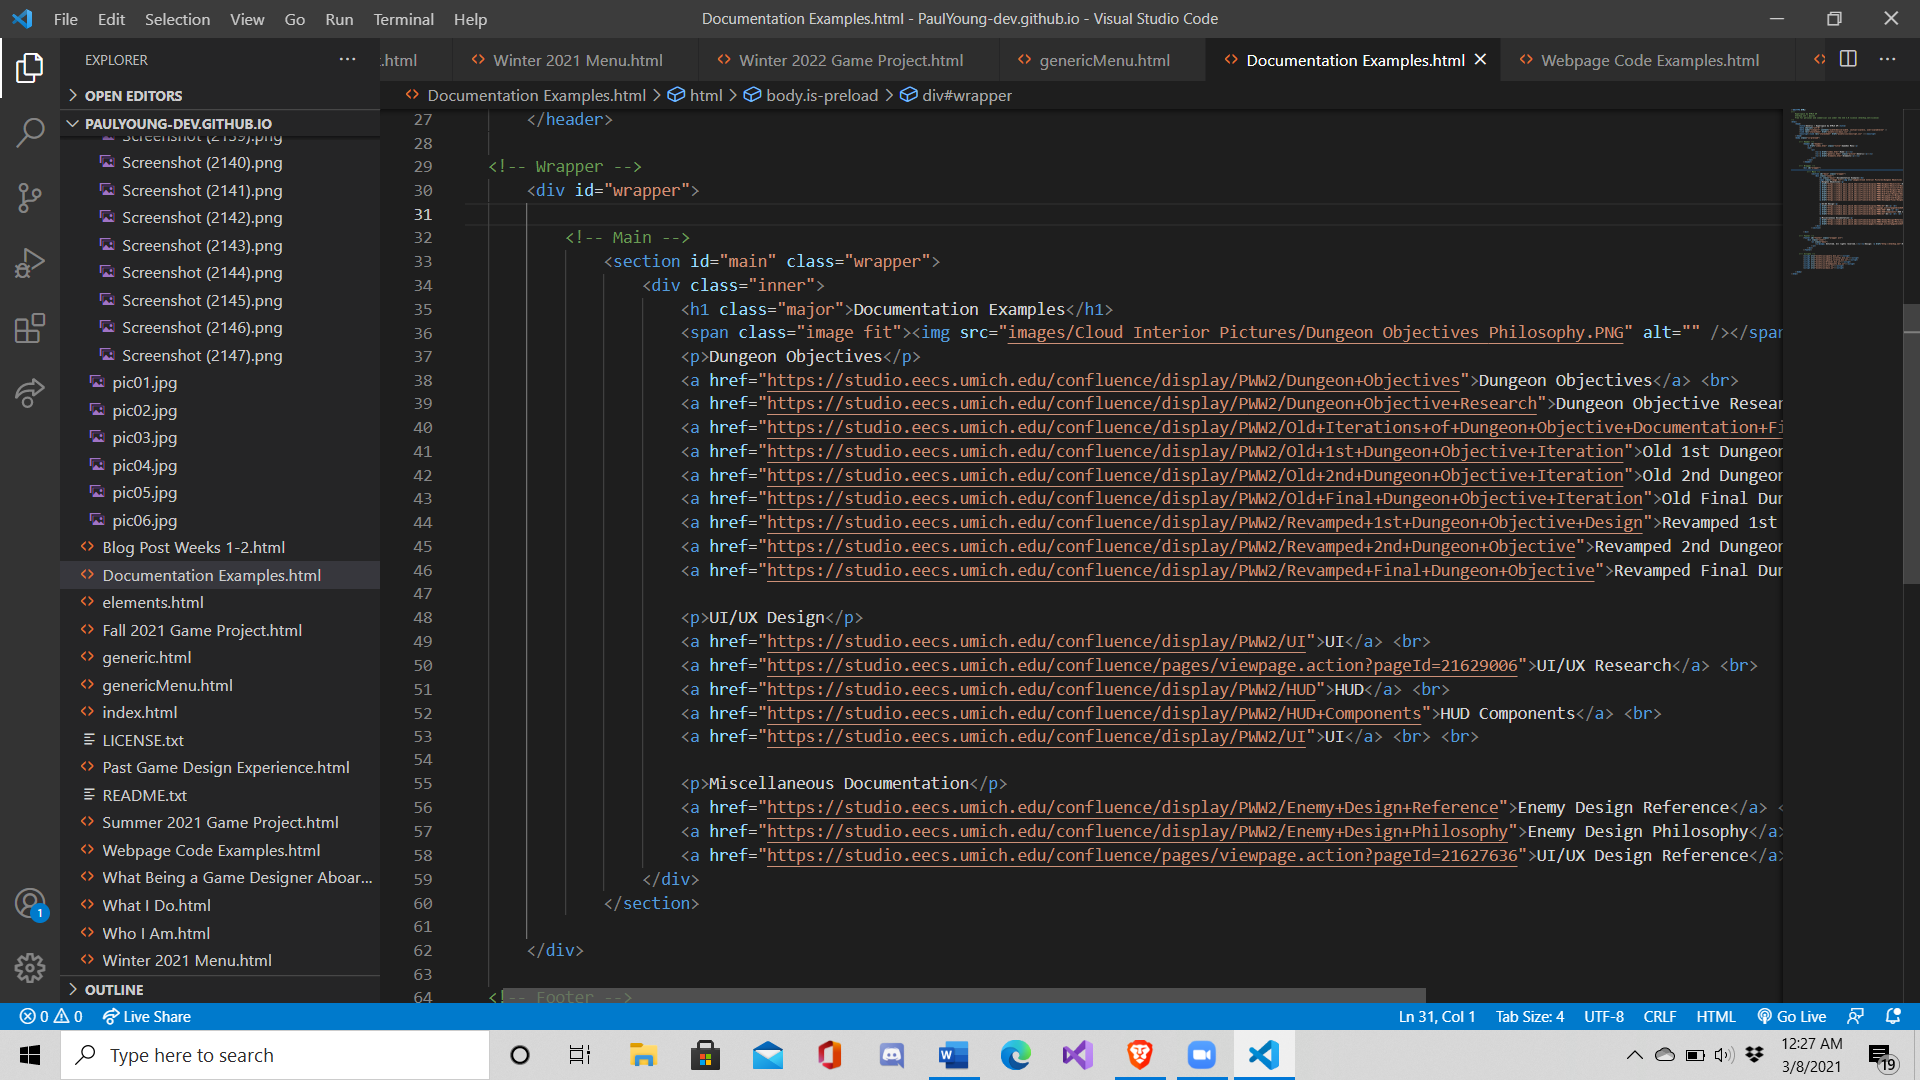 File Edit Selection View Go Run Terminal Help
Documentation Examples.html - PaulYoung-dev.github.io - Visual Studio Code
EXPLORER
.html
Winter 2021 Menu.html
Winter 2022 Game Project.html
genericMenu.html
Documentation Examples.html
Webpage Code Examples.html
OPEN EDITORS
Documentation Examples.html > html > body.is-preload > div#wrapper
PAULYOUNG-DEV.GITHUB.IO
Screenshot (2139).png
Screenshot (2140).png
Screenshot (2141).png
Screenshot (2142).png
Screenshot (2143).png
Screenshot (2144).png
Screenshot (2145).png
Screenshot (2146).png
Screenshot (2147).png
pic01.jpg
pic02.jpg
pic03.jpg
pic04.jpg
pic05.jpg
pic06.jpg
Blog Post Weeks 1-2.html
Documentation Examples.html
elements.html
Fall 2021 Game Project.html
generic.html
genericMenu.html
index.html
LICENSE.txt
Past Game Design Experience.html
README.txt
Summer 2021 Game Project.html
Webpage Code Examples.html
What Being a Game Designer Aboar...
What I Do.html
Who I Am.html
Winter 2021 Menu.html
OUTLINE
27 </header>
28
29 <!-- Wrapper -->
30 <div id="wrapper">
31
32 <!-- Main -->
33 <section id="main" class="wrapper">
34 <div class="inner">
35 <h1 class="major">Documentation Examples</h1>
36 <span class="image fit"><img src="images/Cloud Interior Pictures/Dungeon Objectives Philosophy.PNG" alt="" /></span
37 <p>Dungeon Objectives</p>
38 <a href="https://studio.eecs.umich.edu/confluence/display/PWW2/Dungeon+Objectives">Dungeon Objectives</a> <br>
39 <a href="https://studio.eecs.umich.edu/confluence/display/PWW2/Dungeon+Objective+Research">Dungeon Objective Resear
40 <a href="https://studio.eecs.umich.edu/confluence/display/PWW2/Old+Iterations+of+Dungeon+Objective+Documentation+Fi
41 <a href="https://studio.eecs.umich.edu/confluence/display/PWW2/Old+1st+Dungeon+Objective+Iteration">Old 1st Dungeon
42 <a href="https://studio.eecs.umich.edu/confluence/display/PWW2/Old+2nd+Dungeon+Objective+Iteration">Old 2nd Dungeon
43 <a href="https://studio.eecs.umich.edu/confluence/display/PWW2/Old+Final+Dungeon+Objective+Iteration">Old Final Dun
44 <a href="https://studio.eecs.umich.edu/confluence/display/PWW2/Revamped+1st+Dungeon+Objective+Design">Revamped 1st
45 <a href="https://studio.eecs.umich.edu/confluence/display/PWW2/Revamped+2nd+Dungeon+Objective">Revamped 2nd Dungeon
46 <a href="https://studio.eecs.umich.edu/confluence/display/PWW2/Revamped+Final+Dungeon+Objective">Revamped Final Dun
47
48 <p>UI/UX Design</p>
49 <a href="https://studio.eecs.umich.edu/confluence/display/PWW2/UI">UI</a> <br>
50 <a href="https://studio.eecs.umich.edu/confluence/pages/viewpage.action?pageId=21629006">UI/UX Research</a> <br>
51 <a href="https://studio.eecs.umich.edu/confluence/display/PWW2/HUD">HUD</a> <br>
52 <a href="https://studio.eecs.umich.edu/confluence/display/PWW2/HUD+Components">HUD Components</a> <br>
53 <a href="https://studio.eecs.umich.edu/confluence/display/PWW2/UI">UI</a> <br> <br>
54
55 <p>Miscellaneous Documentation</p>
56 <a href="https://studio.eecs.umich.edu/confluence/display/PWW2/Enemy+Design+Reference">Enemy Design Reference</a> <
57 <a href="https://studio.eecs.umich.edu/confluence/display/PWW2/Enemy+Design+Philosophy">Enemy Design Philosophy</a>
58 <a href="https://studio.eecs.umich.edu/confluence/pages/viewpage.action?pageId=21627636">UI/UX Design Reference</a>
59 </div>
60 </section>
61
62 </div>
63
64 <!-- Footer -->
1
0 0 Live Share
Ln 31, Col 1 Tab Size: 4 UTF-8 CRLF HTML Go Live
Type here to search
12:27 AM
3/8/2021
19